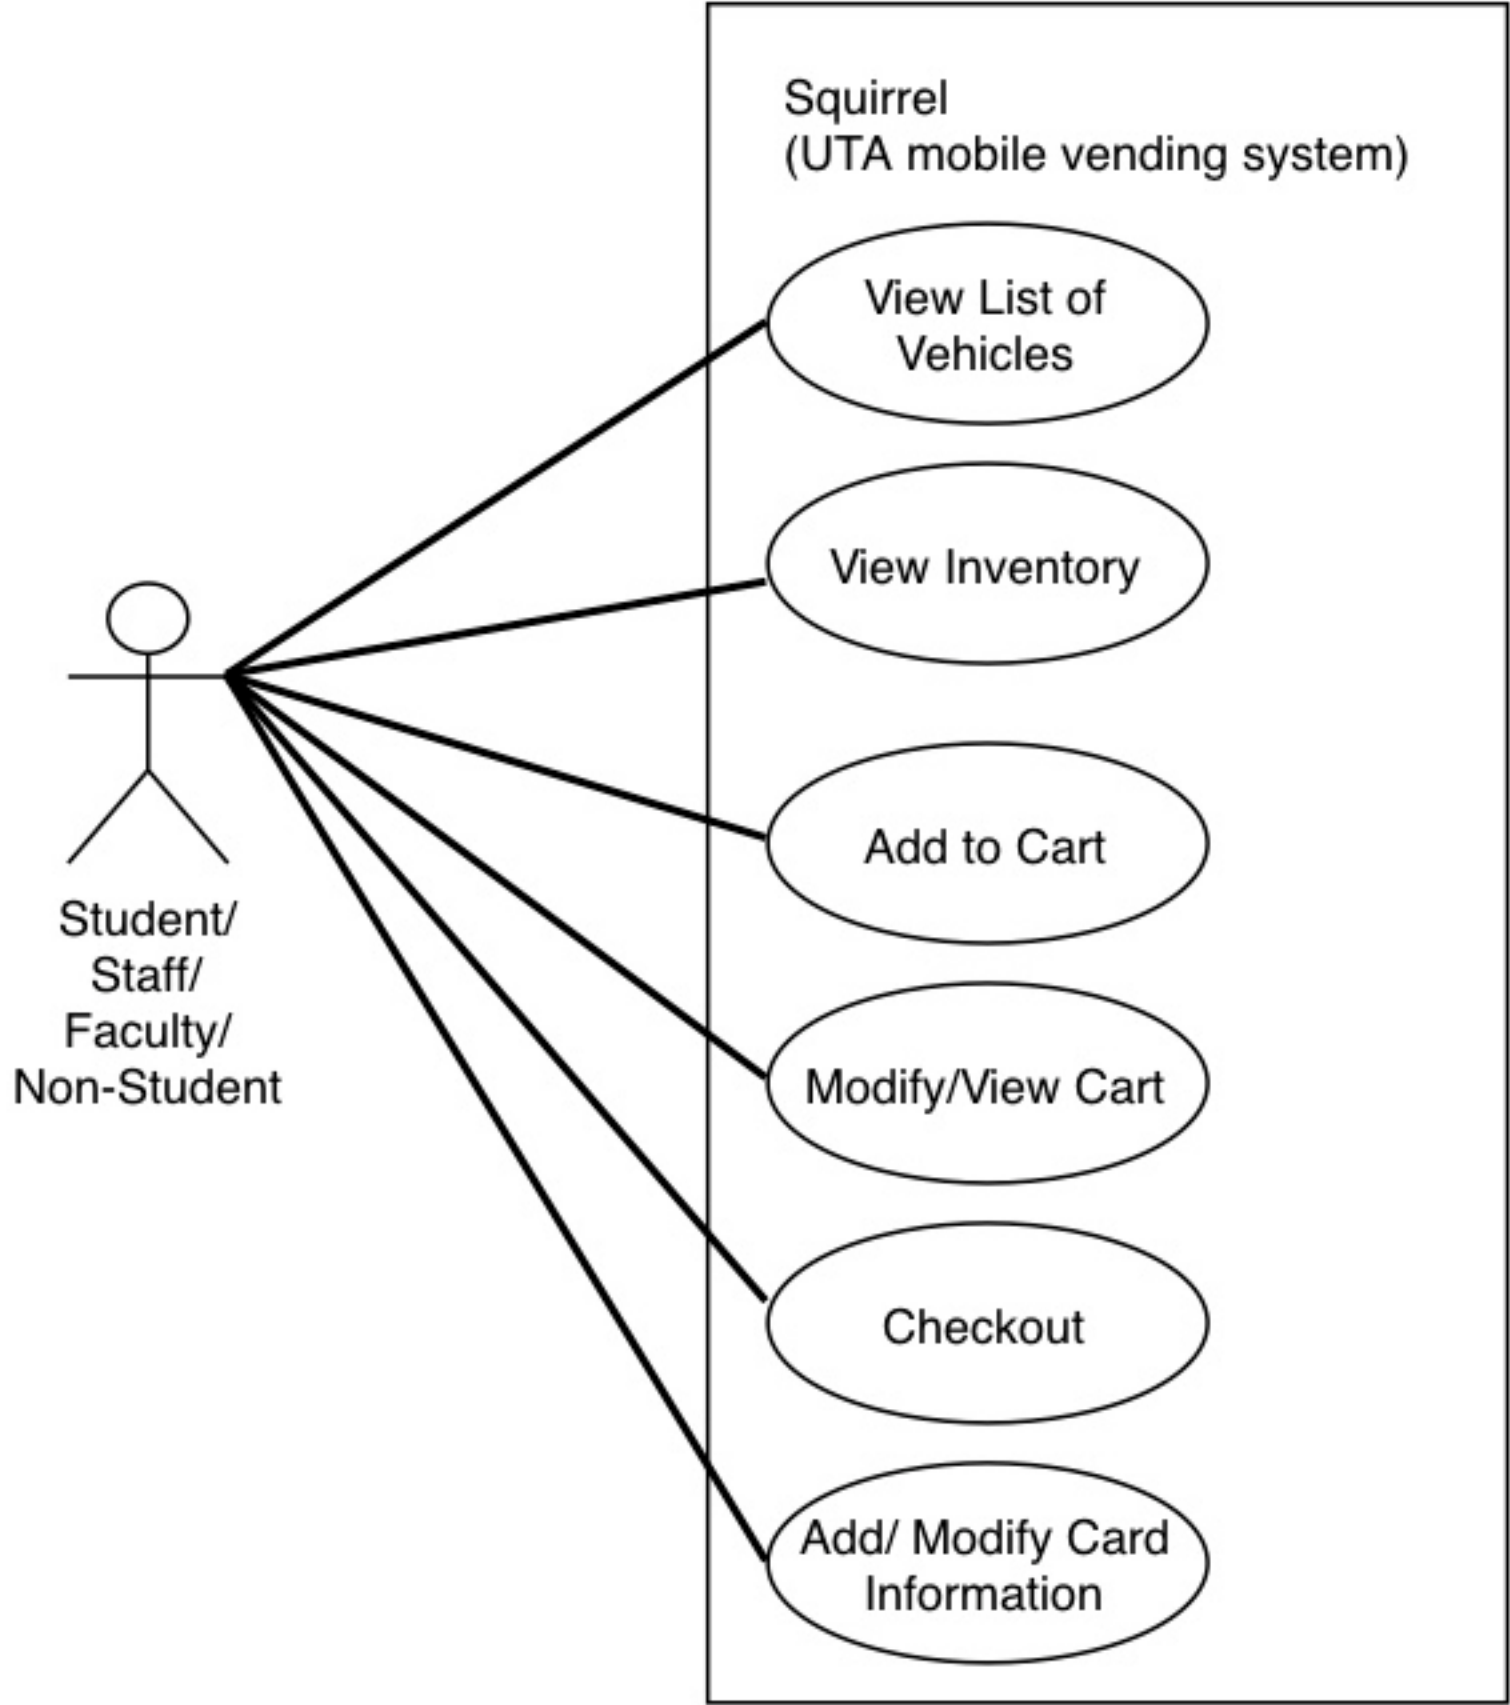 Squirrel
(UTA mobile vending system)
View List of
Vehicles
View Inventory
Add to Cart
Student/
Staff/
Faculty/
Non-Student
Modify/View Cart
Checkout
Add/ Modify Card
Information